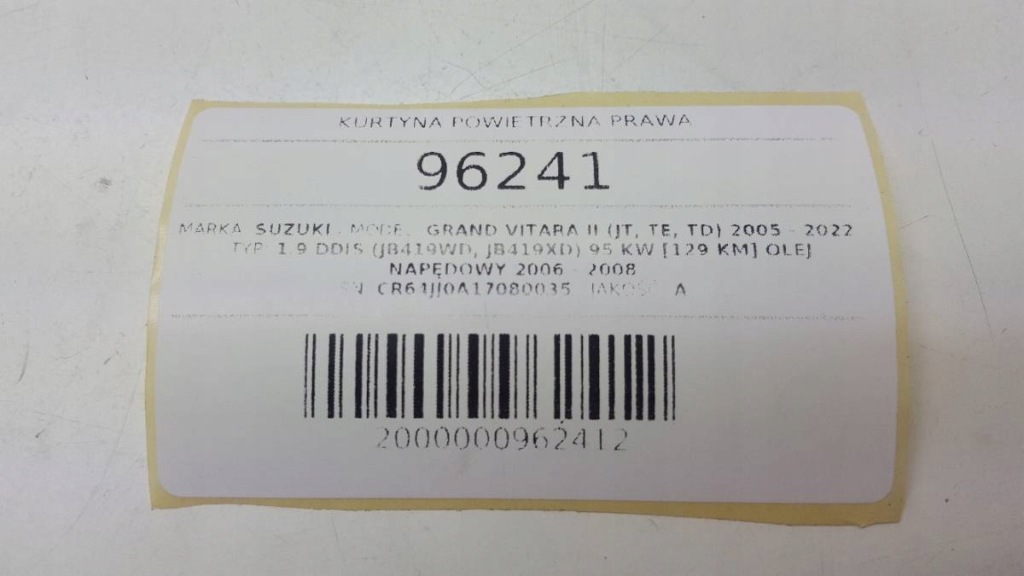 KURTYNA POWIETRZNA PRAWA
96241
MARKA: SUZUKI, MODEL: GRAND VITARA II (JT, TE, TD) 2005 - 2022
TYP: 1.9 DDIS (JB419WD, JB419XD) 95 KW [129 KM] OLEJ
NAPĘDOWY 2006 - 2008
SN: CR64JJ0A17080035, JAKOŚĆ: A
2000000962412